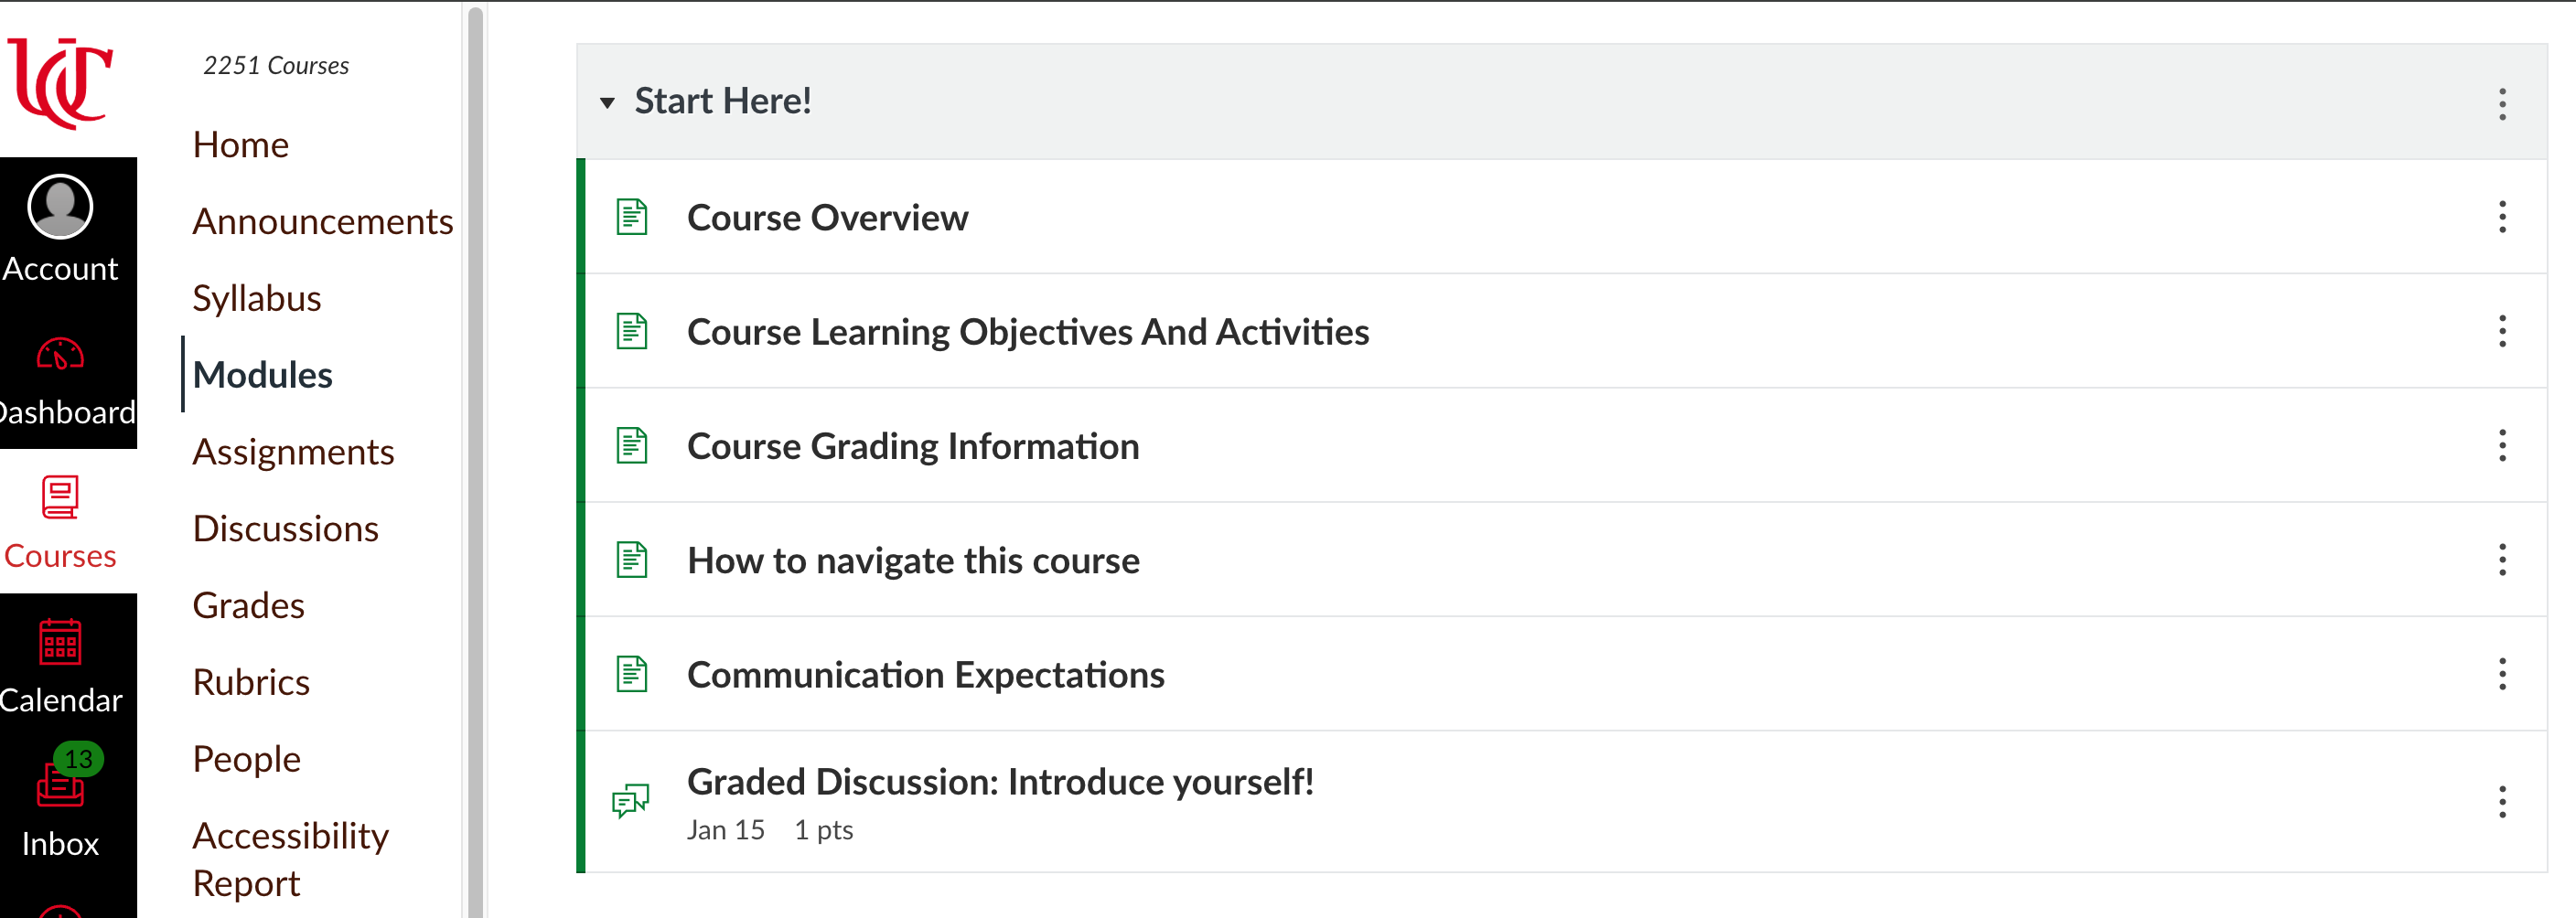 UC
Account
Dashboard
Courses
Calendar
13
Inbox
2251 Courses
Home
Announcements
Syllabus
Modules
Assignments
Discussions
Grades
Rubrics
People
Accessibility
Report
Start Here!
Course Overview
Course Learning Objectives And Activities
Course Grading Information
How to navigate this course
Communication Expectations
Graded Discussion: Introduce yourself!
Jan 15 1 pts